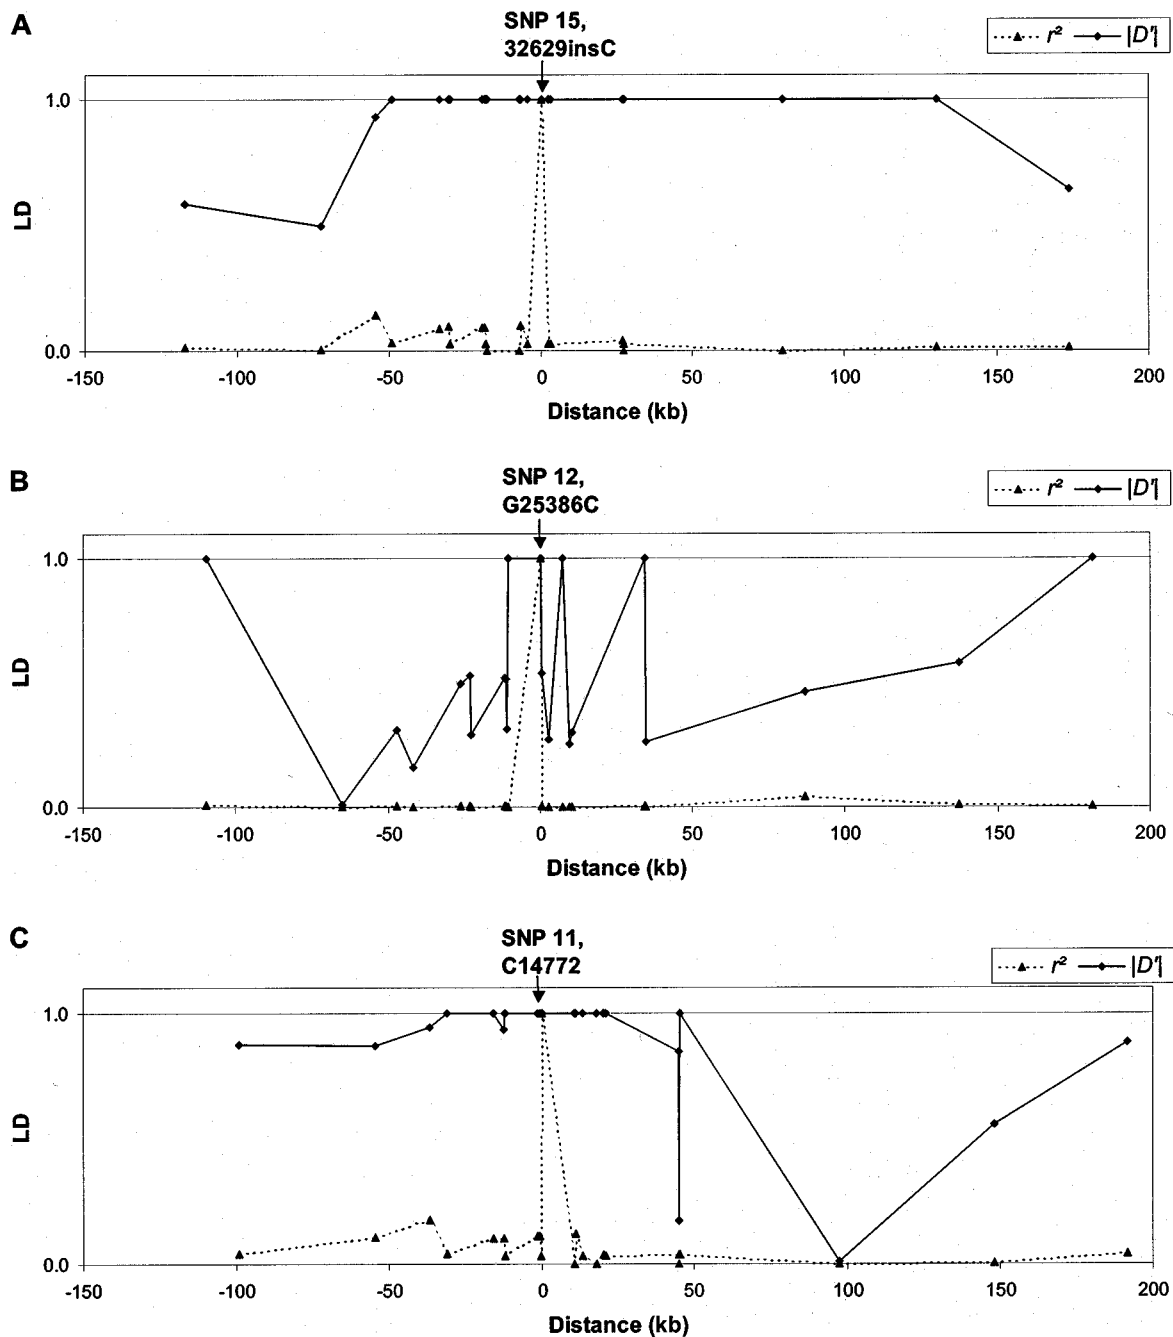 A
SNP 15,
32629insC
r² |D'|
1.0
LD
0.0
-150 -100 -50 0 50 100 150 200
Distance (kb)
B
SNP 12,
G25386C
r² |D'|
1.0
LD
0.0
-150 -100 -50 0 50 100 150 200
Distance (kb)
C
SNP 11,
C14772
r² |D'|
1.0
LD
0.0
-150 -100 -50 0 50 100 150 200
Distance (kb)